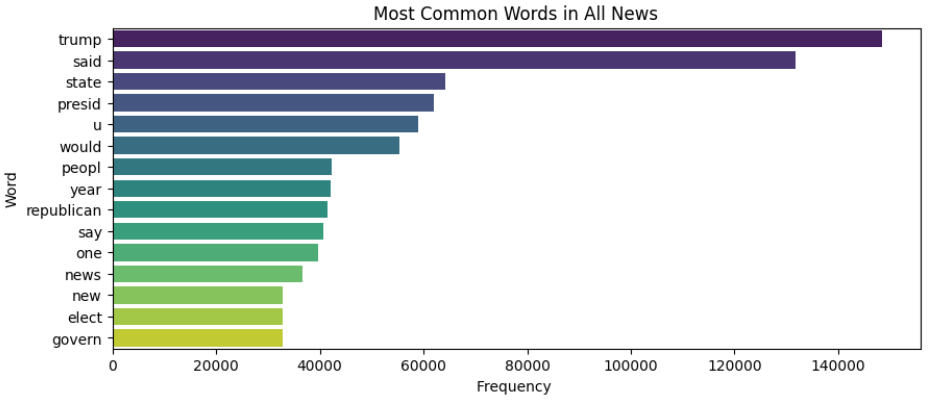 Most Common Words in All News
Word
trump
said
state
presid
u
would
peopl
year
republican
say
one
news
new
elect
govern
0 20000 40000 60000 80000 100000 120000 140000
Frequency